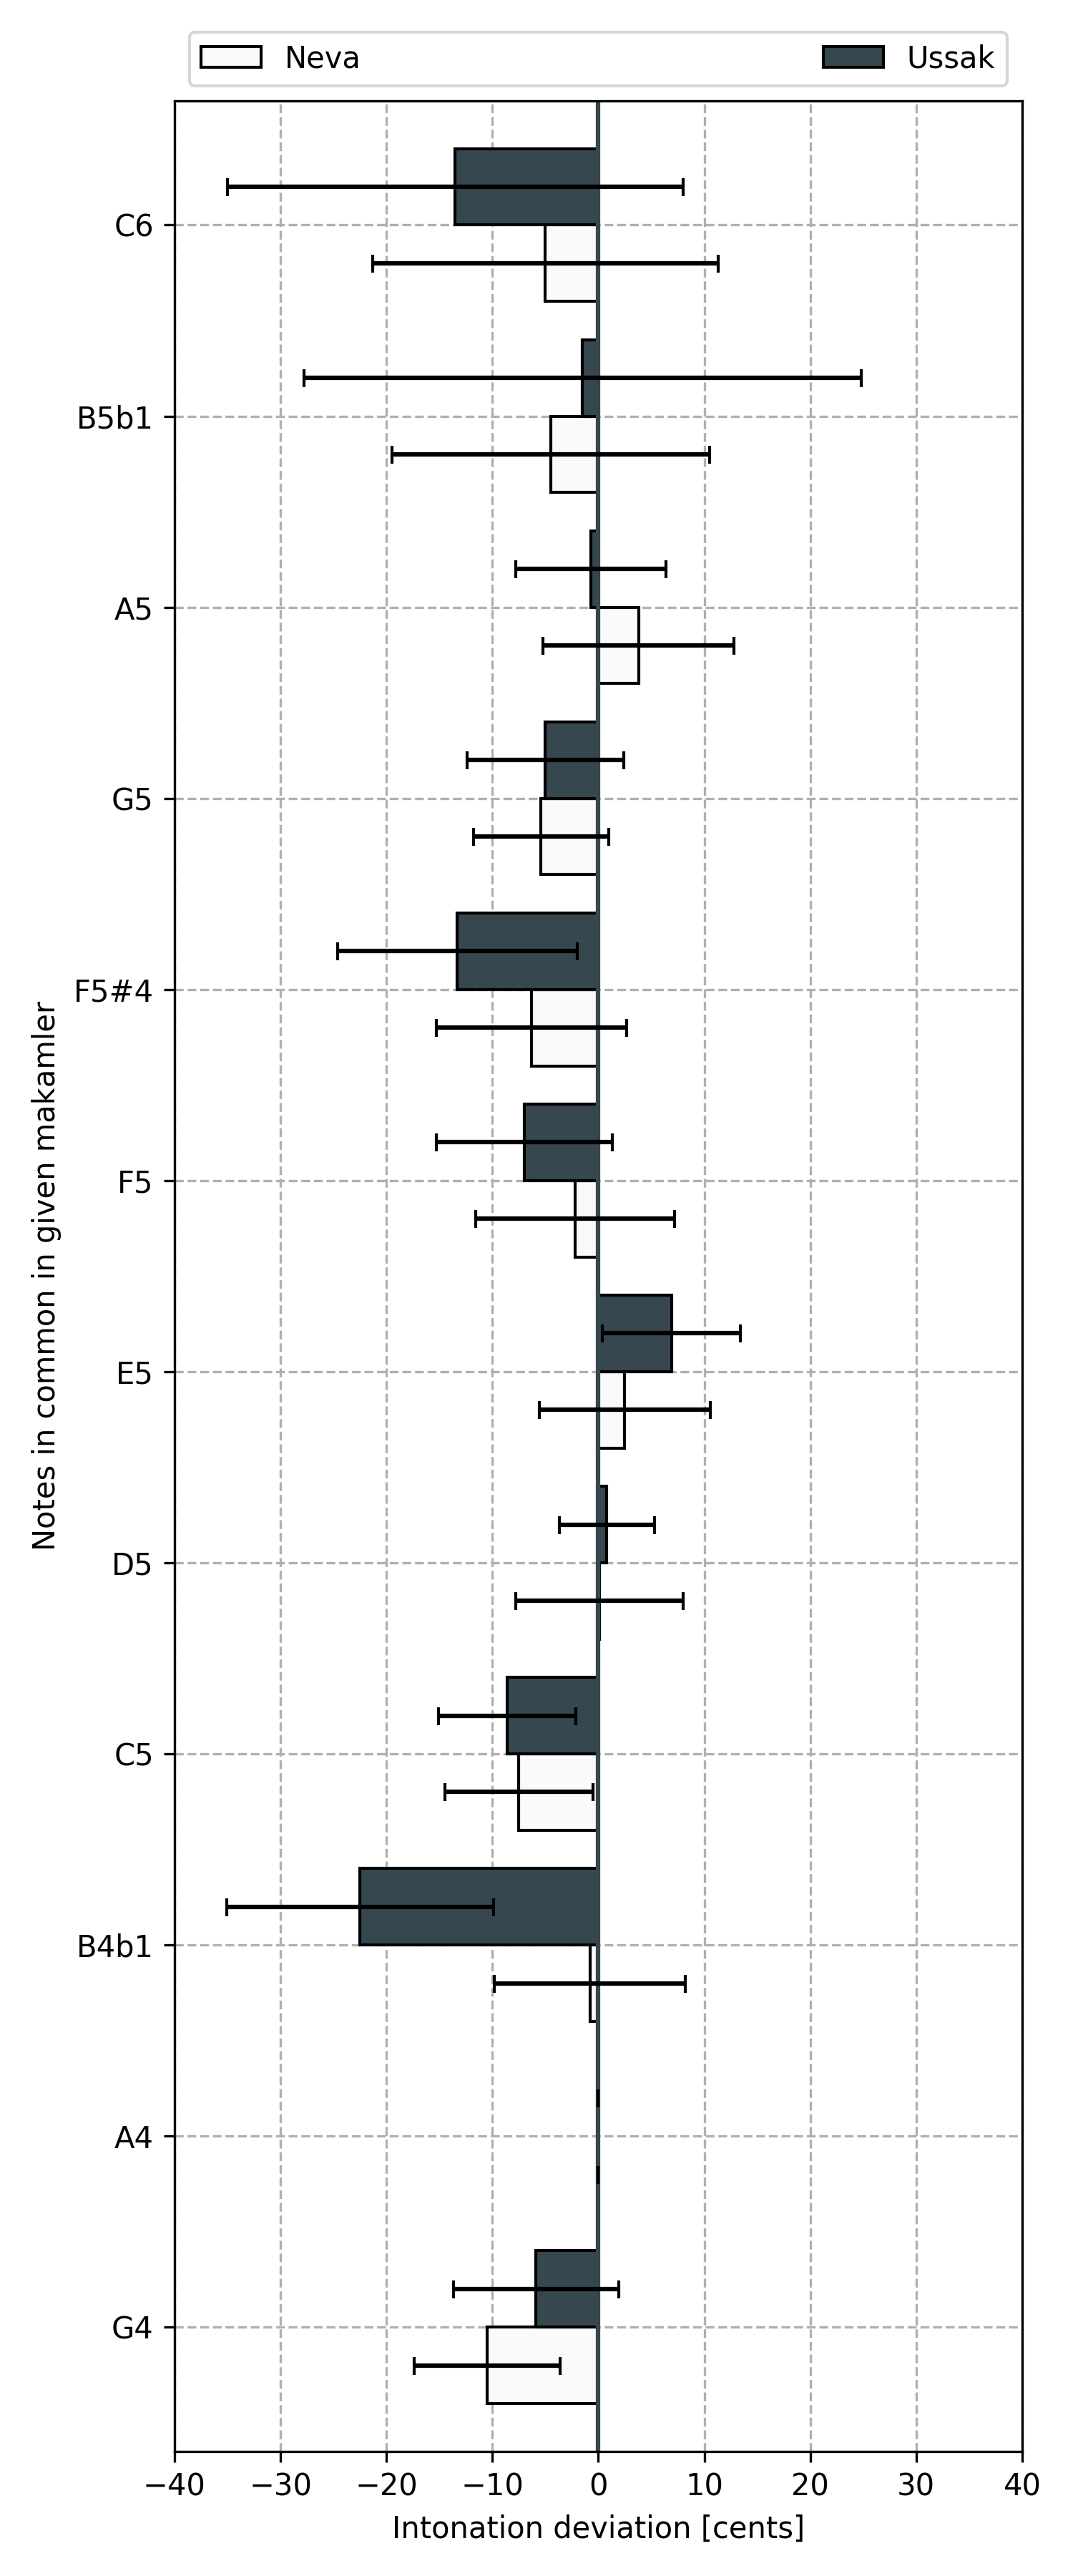 Neva
Ussak
C6
B5b1
A5
G5
F5#4
F5
E5
D5
C5
B4b1
A4
G4
Notes in common in given makamler
−40 −30 −20 −10 0 10 20 30 40
Intonation deviation [cents]